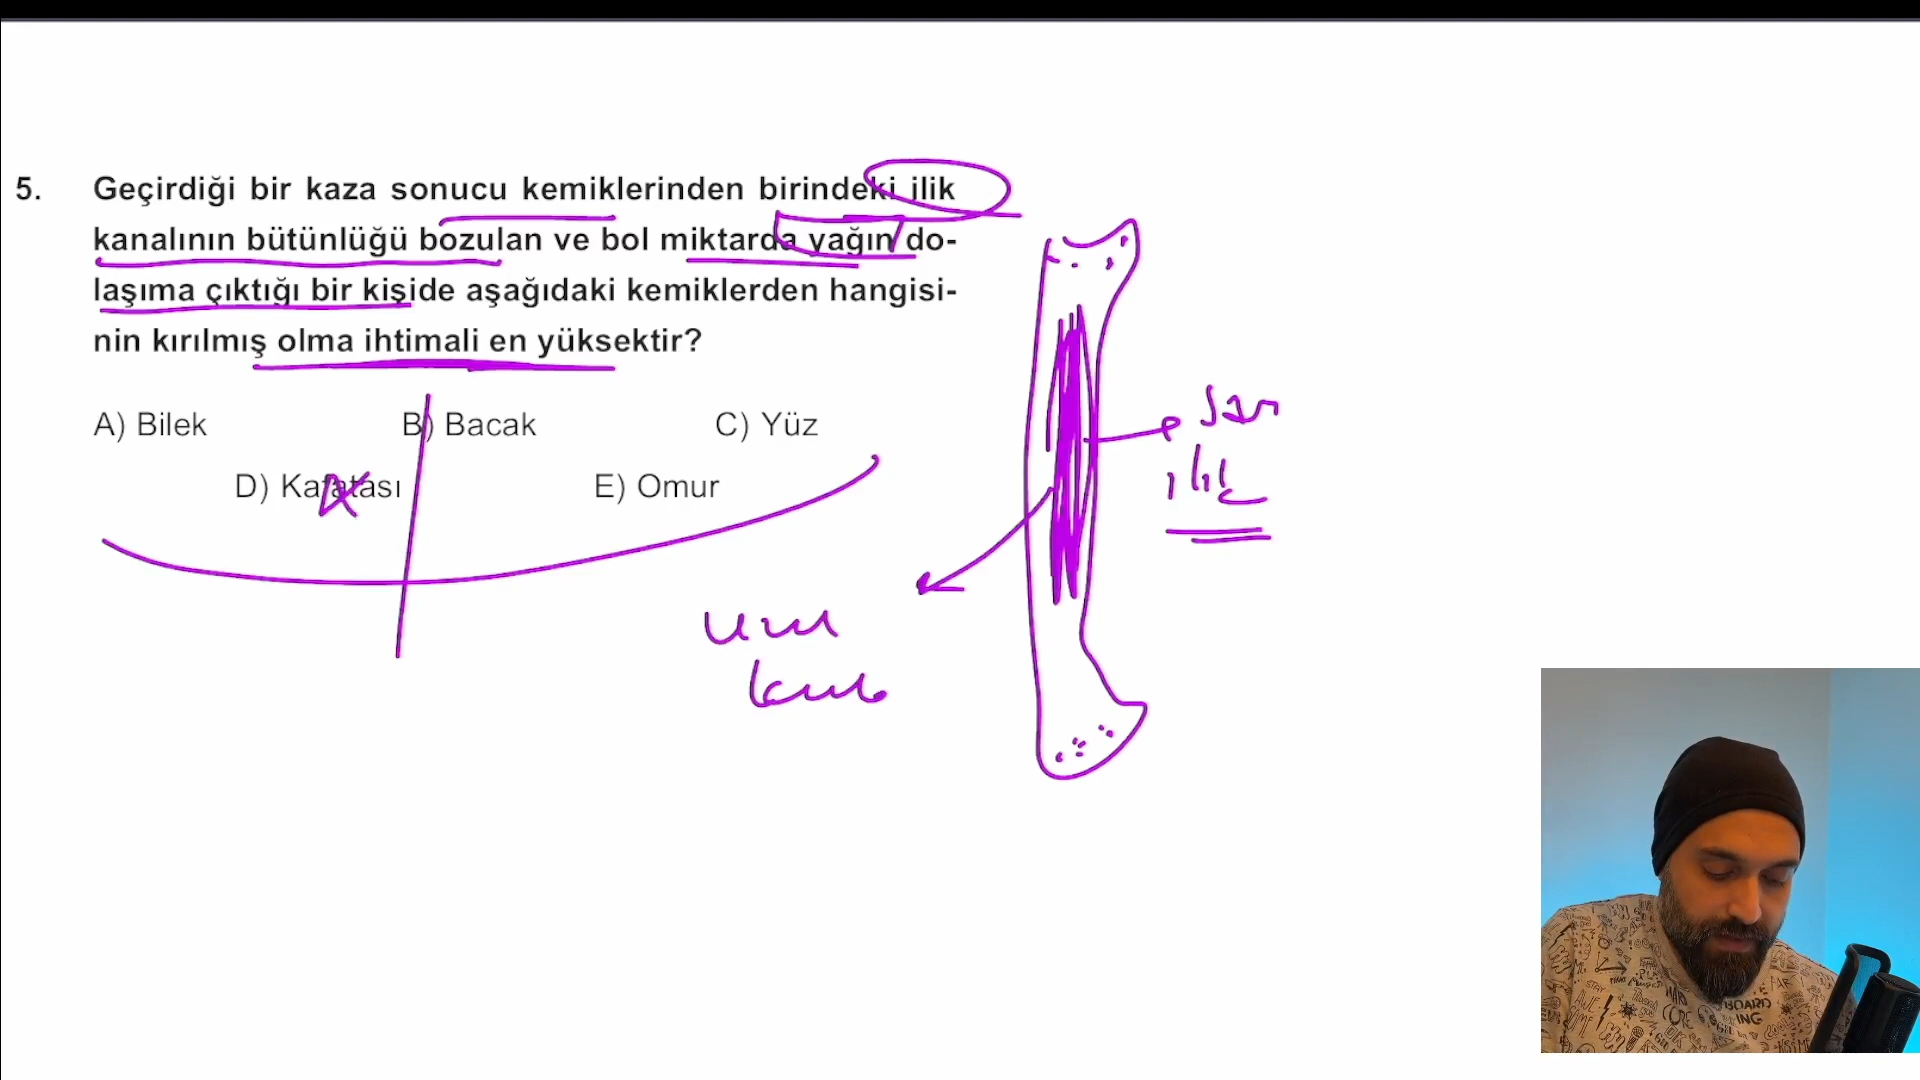 5. Geçirdiği bir kaza sonucu kemiklerinden birindeki ilik
kanalının bütünlüğü bozulan ve bol miktarda yağın do-
laşıma çıktığı bir kişide aşağıdaki kemiklerden hangisi-
nin kırılmış olma ihtimali en yüksektir?
A) Bilek B) Bacak C) Yüz
D) Kafatası E) Omur
Sarı
ilik
uzun
kemik
BOARD
ING